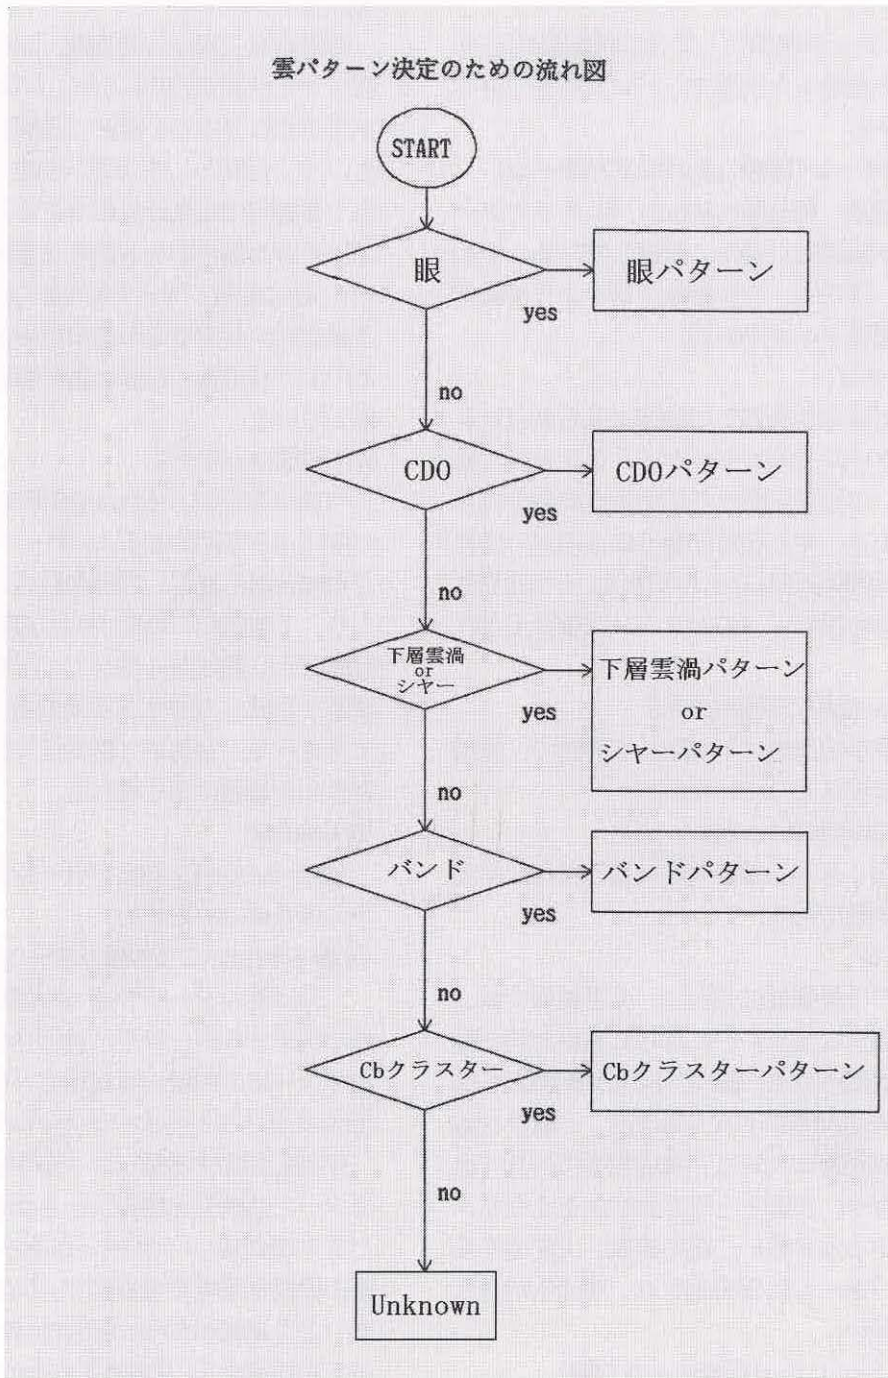 雲パターン決定のための流れ図
START
眼
眼パターン
yes
no
CDO
CDOパターン
yes
no
下層雲渦
or
シヤー
下層雲渦パターン
or
シヤーパターン
yes
no
バンド
バンドパターン
yes
no
Cbクラスター
Cbクラスターパターン
yes
no
Unknown